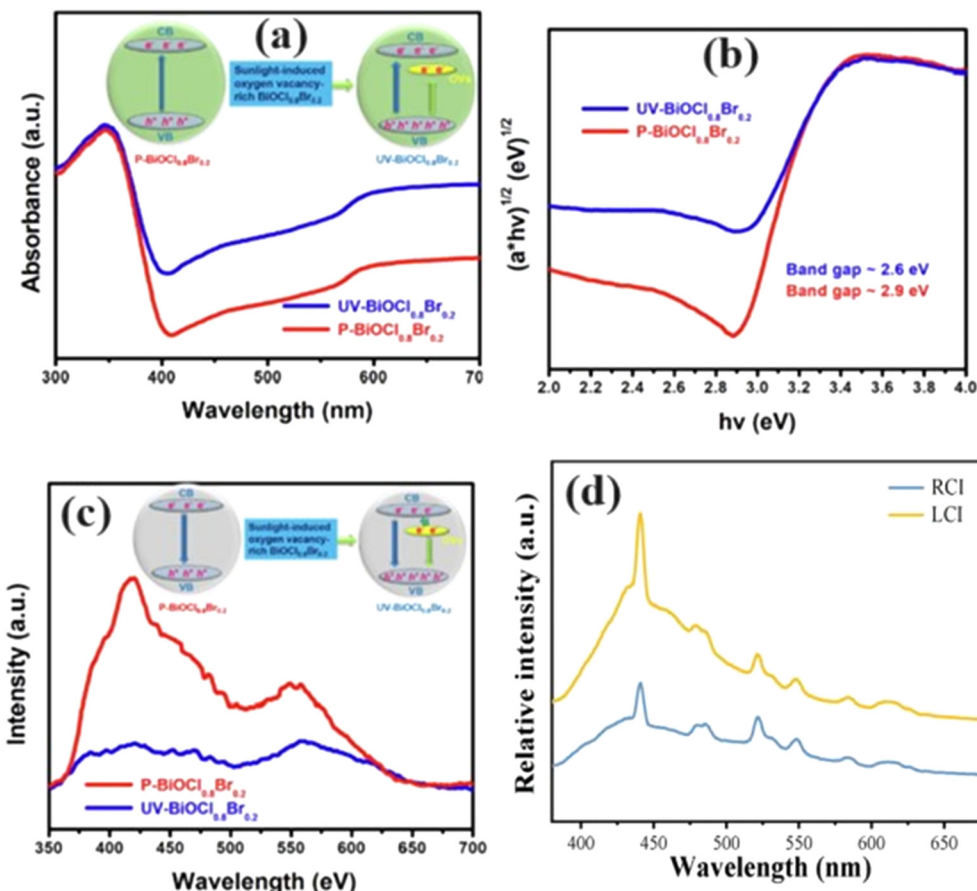 (a)
CB
e⁻ e⁻ e⁻
h⁺ h⁺ h⁺
VB
P-BiOCl₀.₈Br₀.₂
Sunlight-induced
oxygen vacancy-
rich BiOCl₀.₈Br₀.₂
CB
e⁻ e⁻ e⁻
e⁻ e⁻
OVs
h⁺ h⁺ h⁺ h⁺ h⁺
VB
UV-BiOCl₀.₈Br₀.₂
Absorbance (a.u.)
UV-BiOCl₀.₈Br₀.₂
P-BiOCl₀.₈Br₀.₂
300 400 500 600 70
Wavelength (nm)
(b)
UV-BiOCl₀.₈Br₀.₂
P-BiOCl₀.₈Br₀.₂
(a*hv)^1/2 (eV)^1/2
Band gap ~ 2.6 eV
Band gap ~ 2.9 eV
2.0 2.2 2.4 2.6 2.8 3.0 3.2 3.4 3.6 3.8 4.0
hv (eV)
(c)
CB
e⁻ e⁻ e⁻
h⁺ h⁺ h⁺
VB
P-BiOCl₀.₈Br₀.₂
Sunlight-induced
oxygen vacancy-
rich BiOCl₀.₈Br₀.₂
CB
e⁻ e⁻ e⁻
e⁻ e⁻
OVs
h⁺ h⁺ h⁺ h⁺ h⁺
VB
UV-BiOCl₀.₈Br₀.₂
Intensity (a.u.)
P-BiOCl₀.₈Br₀.₂
UV-BiOCl₀.₈Br₀.₂
350 400 450 500 550 600 650 700
Wavelength (eV)
(d)
RCI
LCI
Relative intensity (a.u.)
400 450 500 550 600 650
Wavelength (nm)